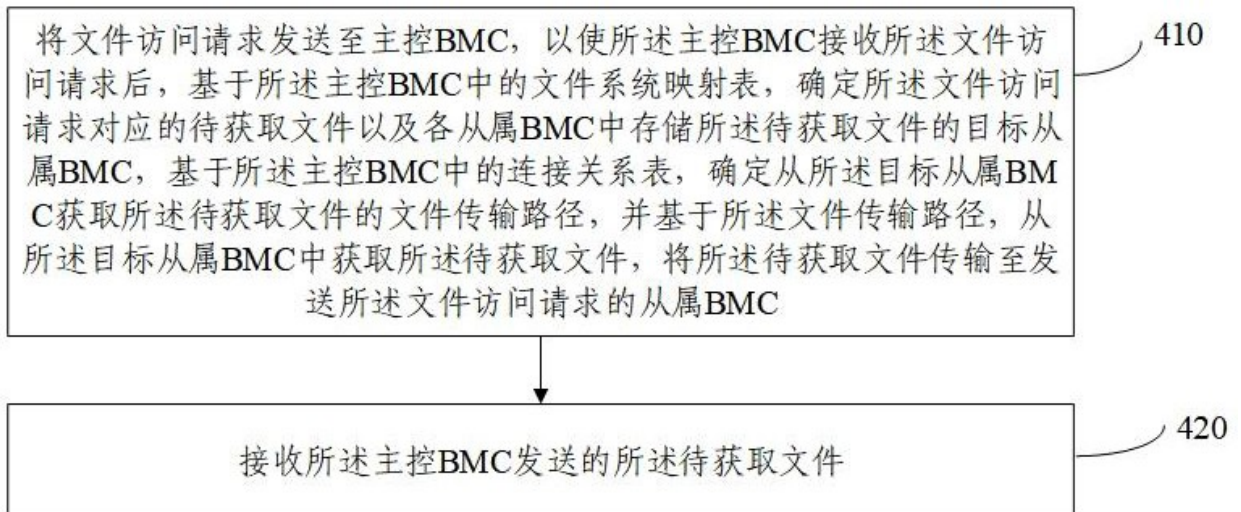 将文件访问请求发送至主控BMC，以使所述主控BMC接收所述文件访
410
问请求后，基于所述主控BMC中的文件系统映射表，确定所述文件访问
请求对应的待获取文件以及各从属BMC中存储所述待获取文件的目标从
属BMC，基于所述主控BMC中的连接关系表，确定从所述目标从属BM
C获取所述待获取文件的文件传输路径，并基于所述文件传输路径，从
所述目标从属BMC中获取所述待获取文件，将所述待获取文件传输至发
送所述文件访问请求的从属BMC
420
接收所述主控BMC发送的所述待获取文件